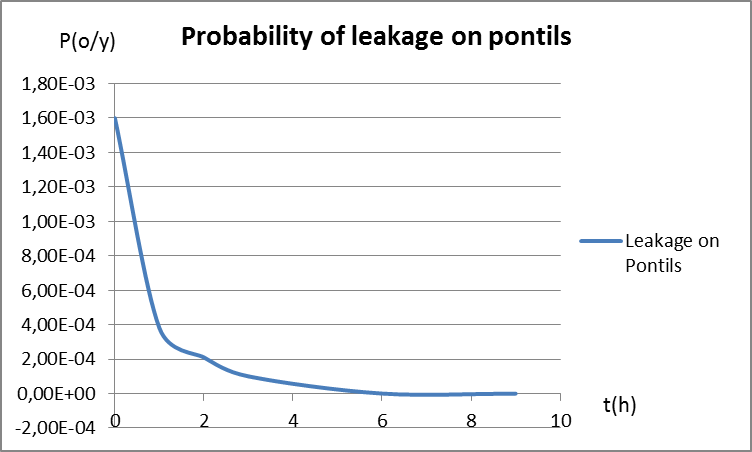 Probability of leakage on pontils
P(o/y)
1,80E-03
1,60E-03
1,40E-03
1,20E-03
1,00E-03
8,00E-04
6,00E-04
4,00E-04
2,00E-04
0,00E+00
-2,00E-04
0 2 4 6 8 10
t(h)
Leakage on
Pontils